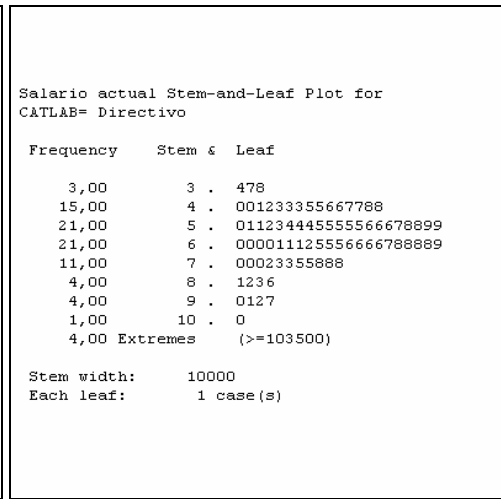 Salario actual Stem-and-Leaf Plot for
CATLAB= Directivo
Frequency Stem & Leaf
3,00 3 . 478
15,00 4 . 001233355667788
21,00 5 . 011234445555566678899
21,00 6 . 000011125556666788889
11,00 7 . 00023355888
4,00 8 . 1236
4,00 9 . 0127
1,00 10 . 0
4,00 Extremes (>=103500)
Stem width: 10000
Each leaf: 1 case(s)